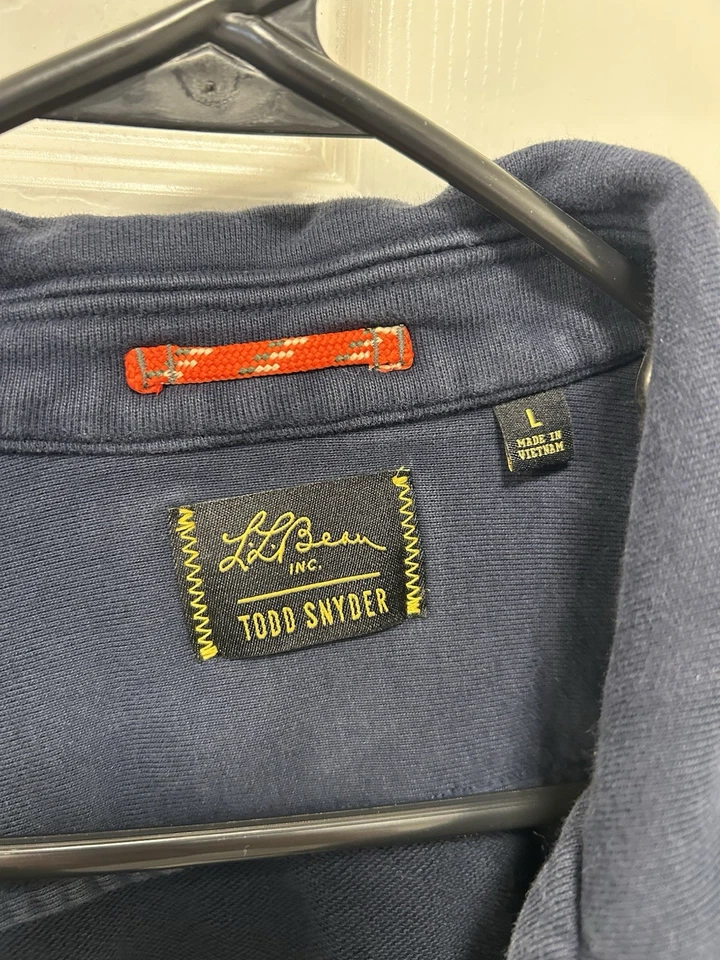 L
MADE IN
VIETNAM
L.L.Bean
INC.
TODD SNYDER